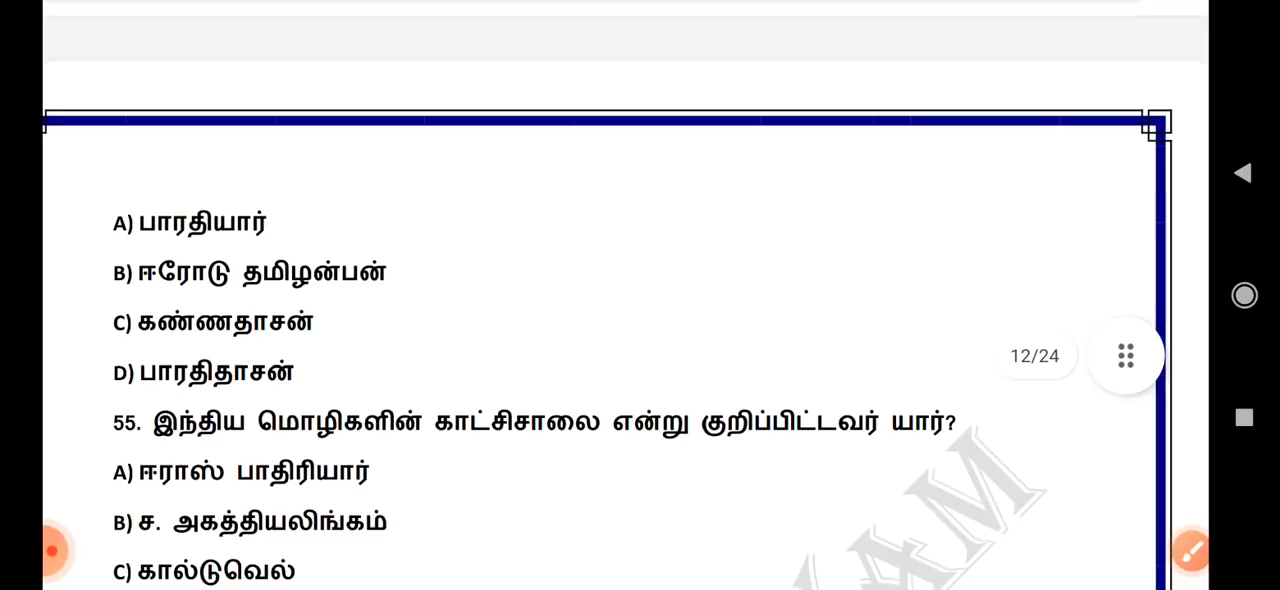 A) பாரதியார்
B) ஈரோடு தமிழன்பன்
C) கண்ணதாசன்
12/24
D) பாரதிதாசன்
55. இந்திய மொழிகளின் காட்சிசாலை என்று குறிப்பிட்டவர் யார்?
A) ஈராஸ் பாதிரியார்
B) ச. அகத்தியலிங்கம்
C) கால்டுவெல்
AM